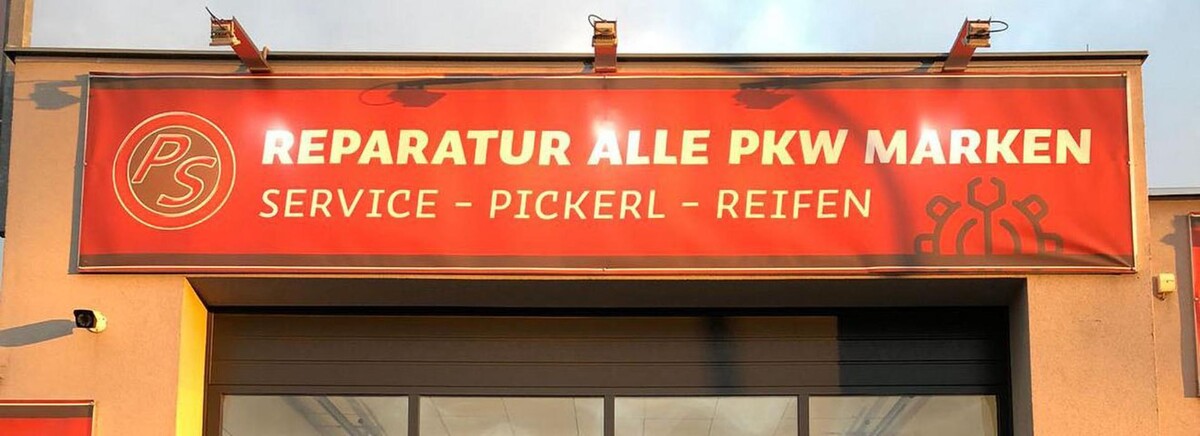 PS
REPARATUR ALLE PKW MARKEN
SERVICE - PICKERL - REIFEN